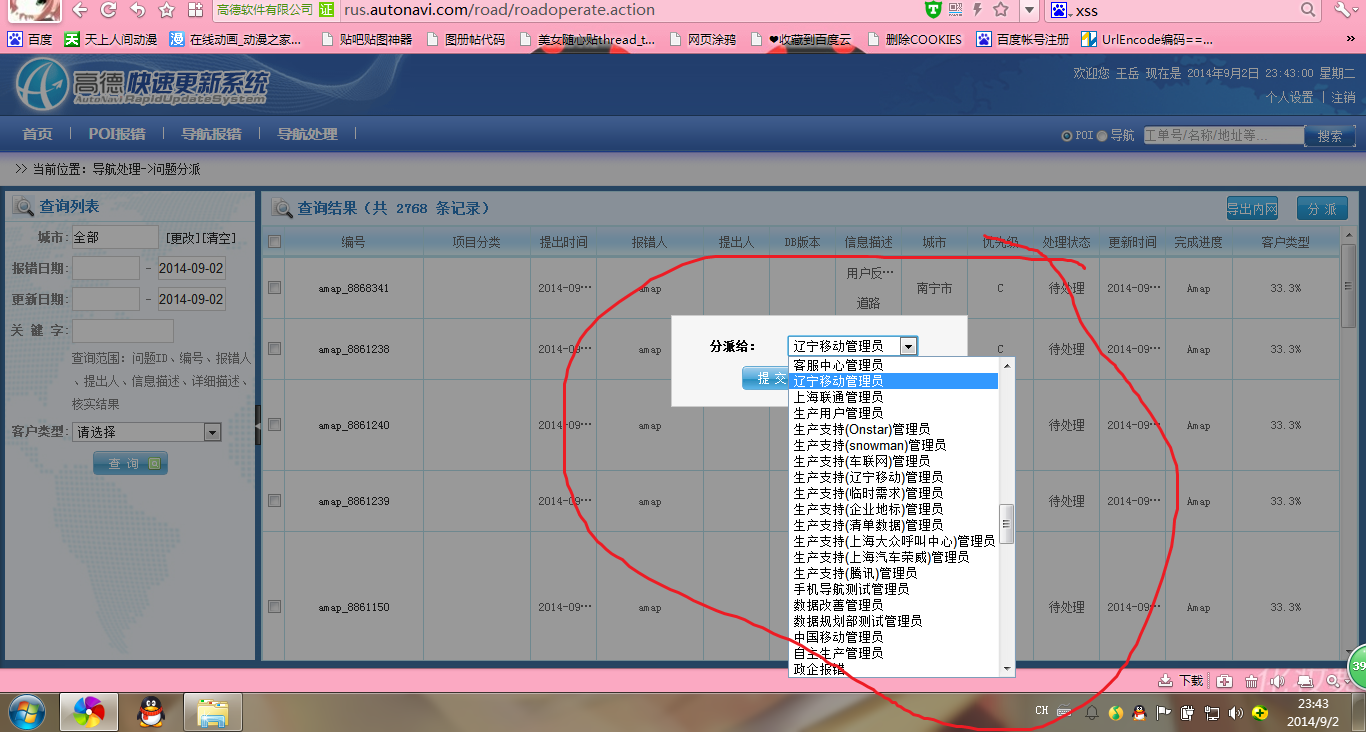 高德软件有限公司 证 rus.autonavi.com/road/roadoperate.action xss
百度 天上人间动漫 在线动画_动漫之家... 贴吧贴图神器 图册帖代码 美女随心贴thread_t... 网页涂鸦 ❤收藏到百度云 删除COOKIES 百度帐号注册 UrlEncode编码==... »
高德快速更新系统
AutoNavi RapidUpdateSystem
欢迎您 王岳 现在是 2014年9月2日 23:43:00 星期二
个人设置 | 注销
首页 | POI报错 | 导航报错 | 导航处理 |
POI 导航 工单号/名称/地址等... 搜索
>> 当前位置: 导航处理->问题分派
查询列表
城市: 全部 [更改][清空]
报错日期: - 2014-09-02
更新日期: - 2014-09-02
关 键 字:
查询范围: 问题ID、编号、报错人
、提出人、信息描述、详细描述、
核实结果
客户类型: 请选择
查 询
查询结果（共 2768 条记录）
导出内网 分 派
编号 项目分类 提出时间 报错人 提出人 DB版本 信息描述 城市 优先级 处理状态 更新时间 完成进度 客户类型
amap_8868341 2014-09… amap 用户反…
道路 南宁市 C 待处理 2014-09… Amap 33.3%
amap_8861238 2014-09… amap C 待处理 2014-09… Amap 33.3%
amap_8861240 2014-09… amap 待处理 2014-09… Amap 33.3%
amap_8861239 2014-09… amap 待处理 2014-09… Amap 33.3%
amap_8861150 2014-09… amap 待处理 2014-09… Amap 33.3%
分派给: 辽宁移动管理员
提 交
客服中心管理员
辽宁移动管理员
上海联通管理员
生产用户管理员
生产支持(Onstar)管理员
生产支持(snowman)管理员
生产支持(车联网)管理员
生产支持(辽宁移动)管理员
生产支持(临时需求)管理员
生产支持(企业地标)管理员
生产支持(清单数据)管理员
生产支持(上海大众呼叫中心)管理员
生产支持(上海汽车荣威)管理员
生产支持(腾讯)管理员
手机导航测试管理员
数据改善管理员
数据规划部测试管理员
中国移动管理员
自主生产管理员
政企报错
39
下载
CH
23:43
2014/9/2